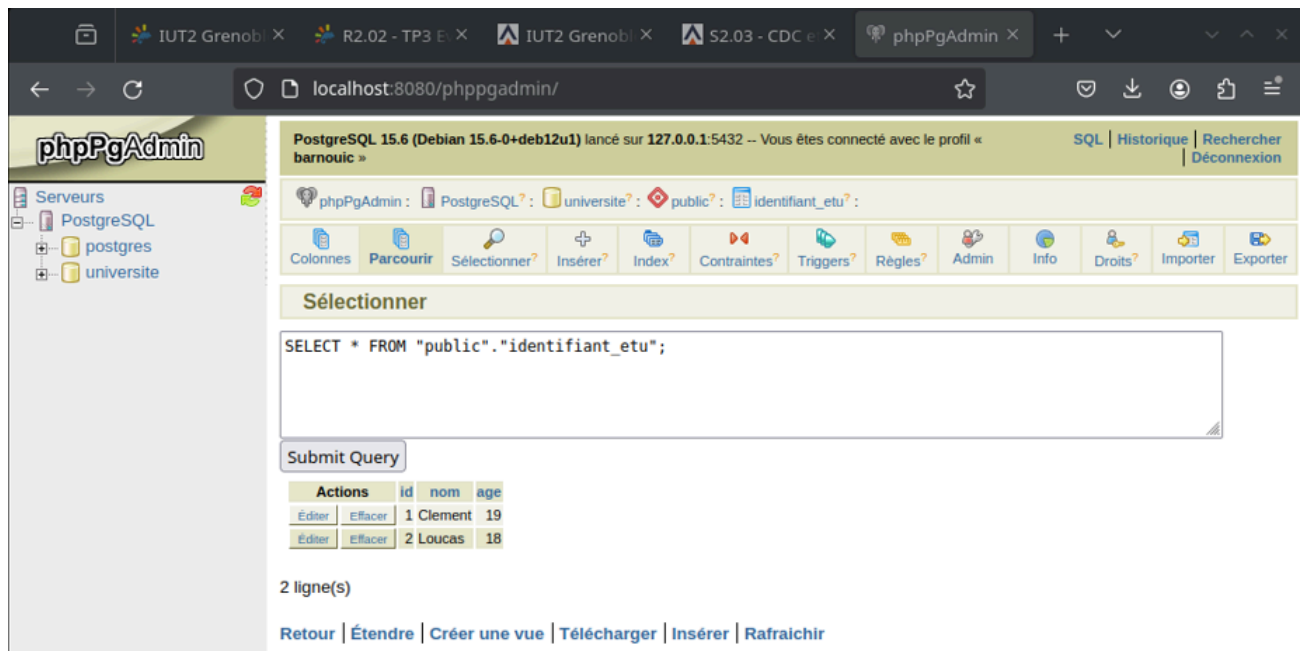 IUT2 Grenobl
R2.02 - TP3 E
IUT2 Grenobl
S2.03 - CDC e
phpPgAdmin
localhost:8080/phppgadmin/
phpPgAdmin
Serveurs
PostgreSQL
postgres
universite
PostgreSQL 15.6 (Debian 15.6-0+deb12u1) lancé sur 127.0.0.1:5432 -- Vous êtes connecté avec le profil «
barnouic »
SQL | Historique | Rechercher
| Déconnexion
phpPgAdmin : PostgreSQL? : universite? : public? : identifiant_etu? :
Colonnes Parcourir Sélectionner? Insérer? Index? Contraintes? Triggers? Règles? Admin Info Droits? Importer Exporter
Sélectionner
SELECT * FROM "public"."identifiant_etu";
Submit Query
Actions id nom age
Éditer Effacer 1 Clement 19
Éditer Effacer 2 Loucas 18
2 ligne(s)
Retour | Étendre | Créer une vue | Télécharger | Insérer | Rafraichir